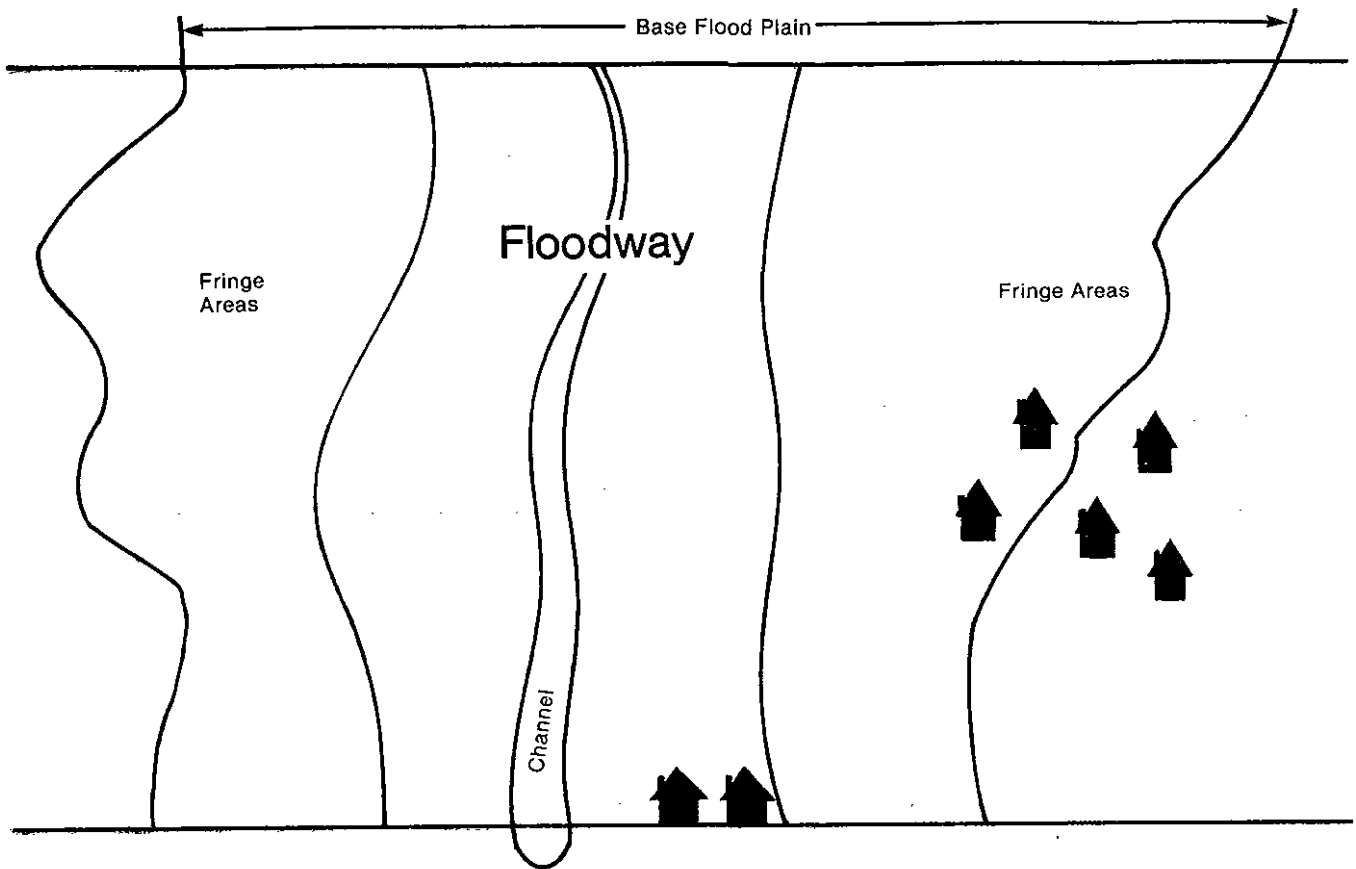 Base Flood Plain
Floodway
Fringe
Areas
Fringe Areas
Channel